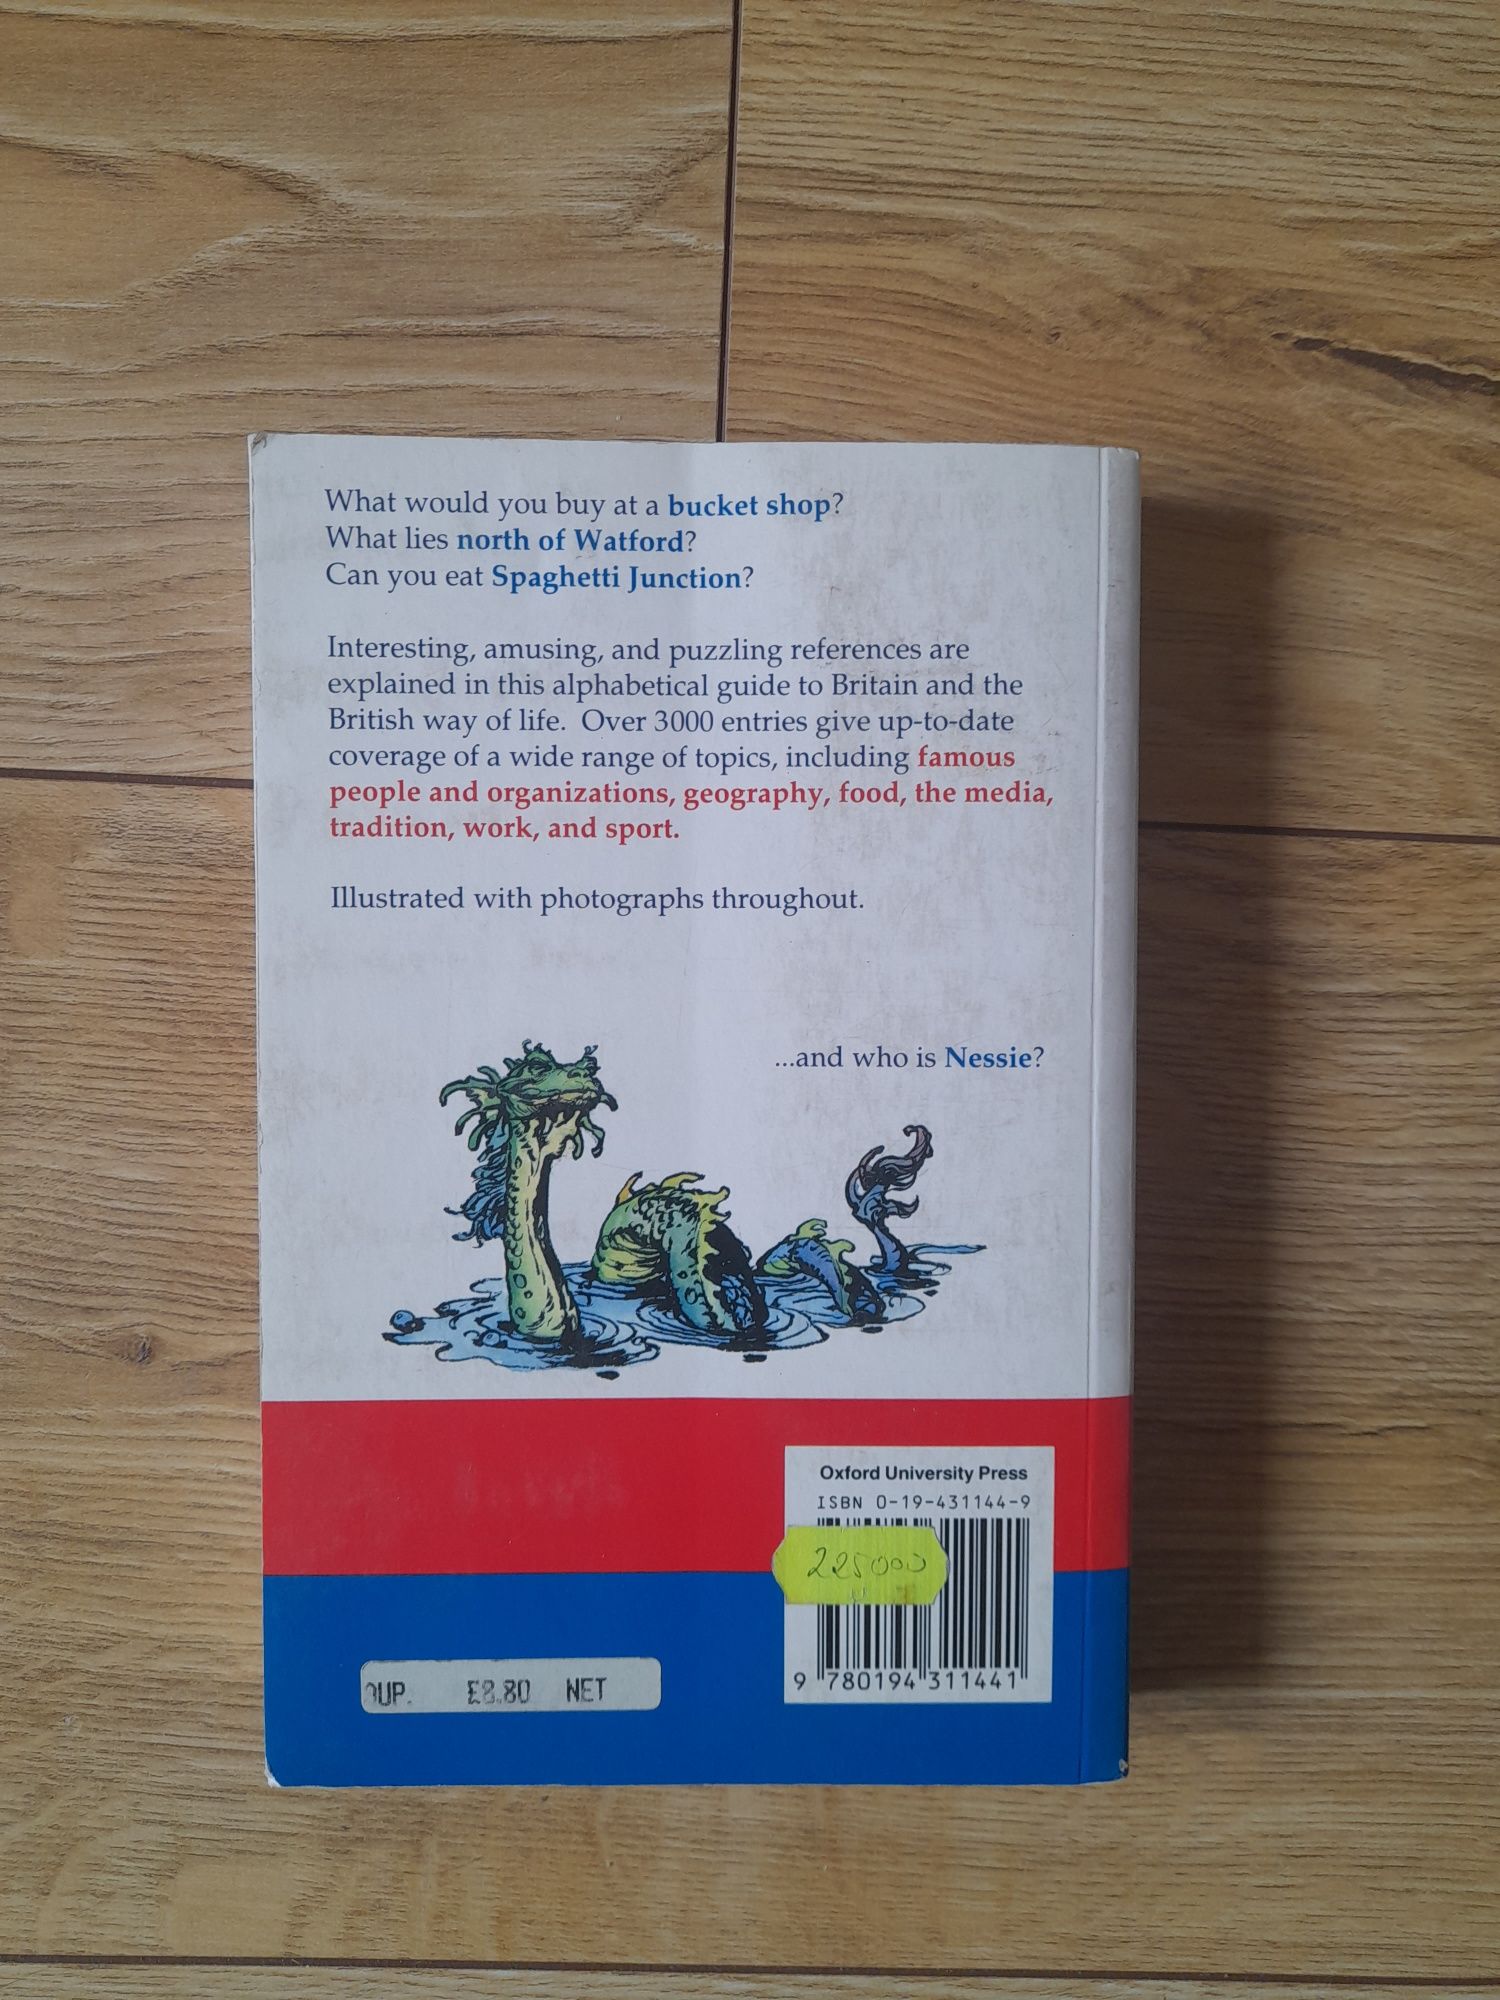 What would you buy at a bucket shop?
What lies north of Watford?
Can you eat Spaghetti Junction?
Interesting, amusing, and puzzling references are
explained in this alphabetical guide to Britain and the
British way of life. Over 3000 entries give up-to-date
coverage of a wide range of topics, including famous
people and organizations, geography, food, the media,
tradition, work, and sport.
Illustrated with photographs throughout.
...and who is Nessie?
Oxford University Press
ISBN 0-19-431144-9
225000
9 780194 311441
OUP. £8.80 NET